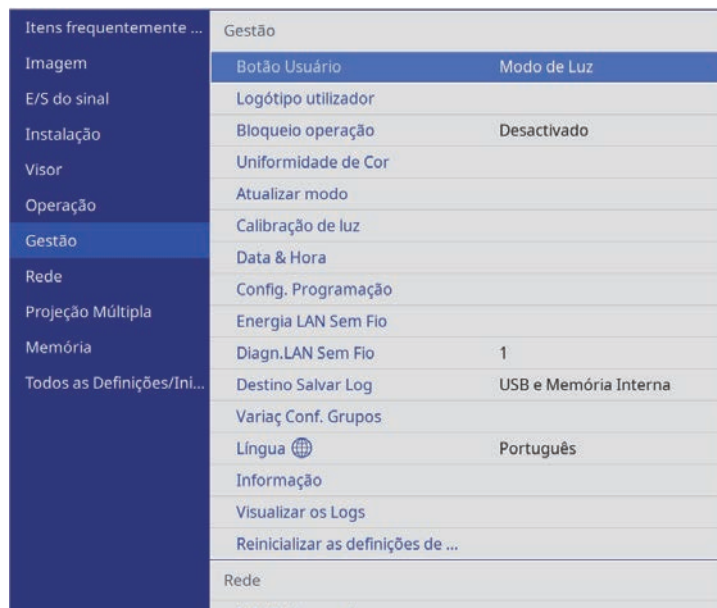 Itens frequentemente ...
Imagem
E/S do sinal
Instalação
Visor
Operação
Gestão
Rede
Projeção Múltipla
Memória
Todos as Definições/Ini...
Gestão
Botão Usuário Modo de Luz
Logótipo utilizador
Bloqueio operação Desactivado
Uniformidade de Cor
Atualizar modo
Calibração de luz
Data & Hora
Config. Programação
Energia LAN Sem Fio
Diagn.LAN Sem Fio 1
Destino Salvar Log USB e Memória Interna
Variaç Conf. Grupos
Língua Português
Informação
Visualizar os Logs
Reinicializar as definições de ...
Rede